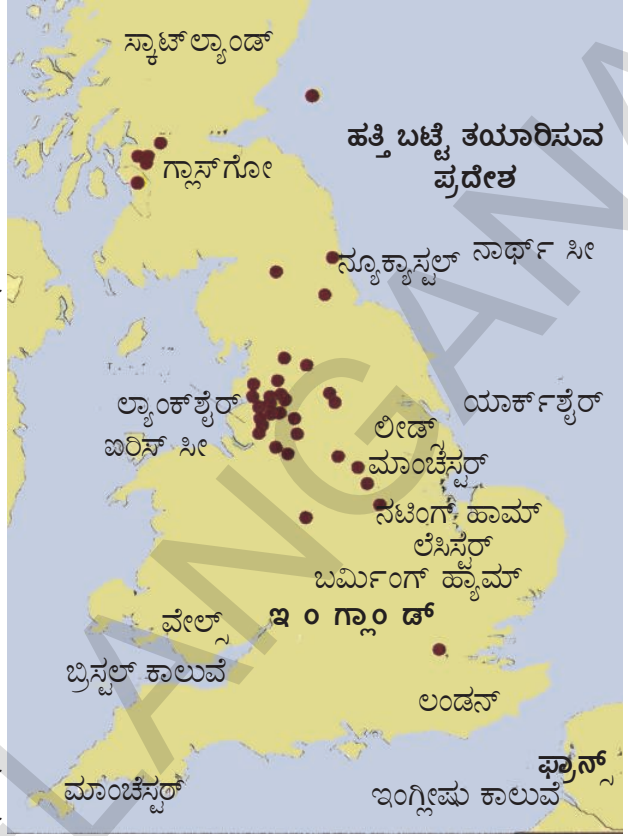 ಸ್ಕಾಟ್‌ಲ್ಯಾಂಡ್
ಹತ್ತಿ ಬಟ್ಟೆ ತಯಾರಿಸುವ
ಪ್ರದೇಶ
ಗ್ಲಾಸ್‌ಗೋ
ನ್ಯೂಕ್ಯಾಸ್ಟಲ್
ನಾರ್ಥ್ ಸೀ
ಲ್ಯಾಂಕ್‌ಶೈರ್
ಯಾರ್ಕ್‌ಶೈರ್
ಐರಿಸ್ ಸೀ
ಲೀಡ್ಸ್
ಮಾಂಚೆಸ್ಟರ್
ನಟಿಂಗ್ ಹಾಮ್
ಲೆಸಿಸ್ಟರ್
ಬರ್ಮಿಂಗ್ ಹ್ಯಾಮ್
ಇಂಗ್ಲಾಂಡ್
ವೇಲ್ಸ್
ಬ್ರಿಸ್ಟಲ್ ಕಾಲುವೆ
ಲಂಡನ್
ಫ್ರಾನ್ಸ್
ಮಾಂಚೆಸ್ಟರ್
ಇಂಗ್ಲೀಷು ಕಾಲುವೆ